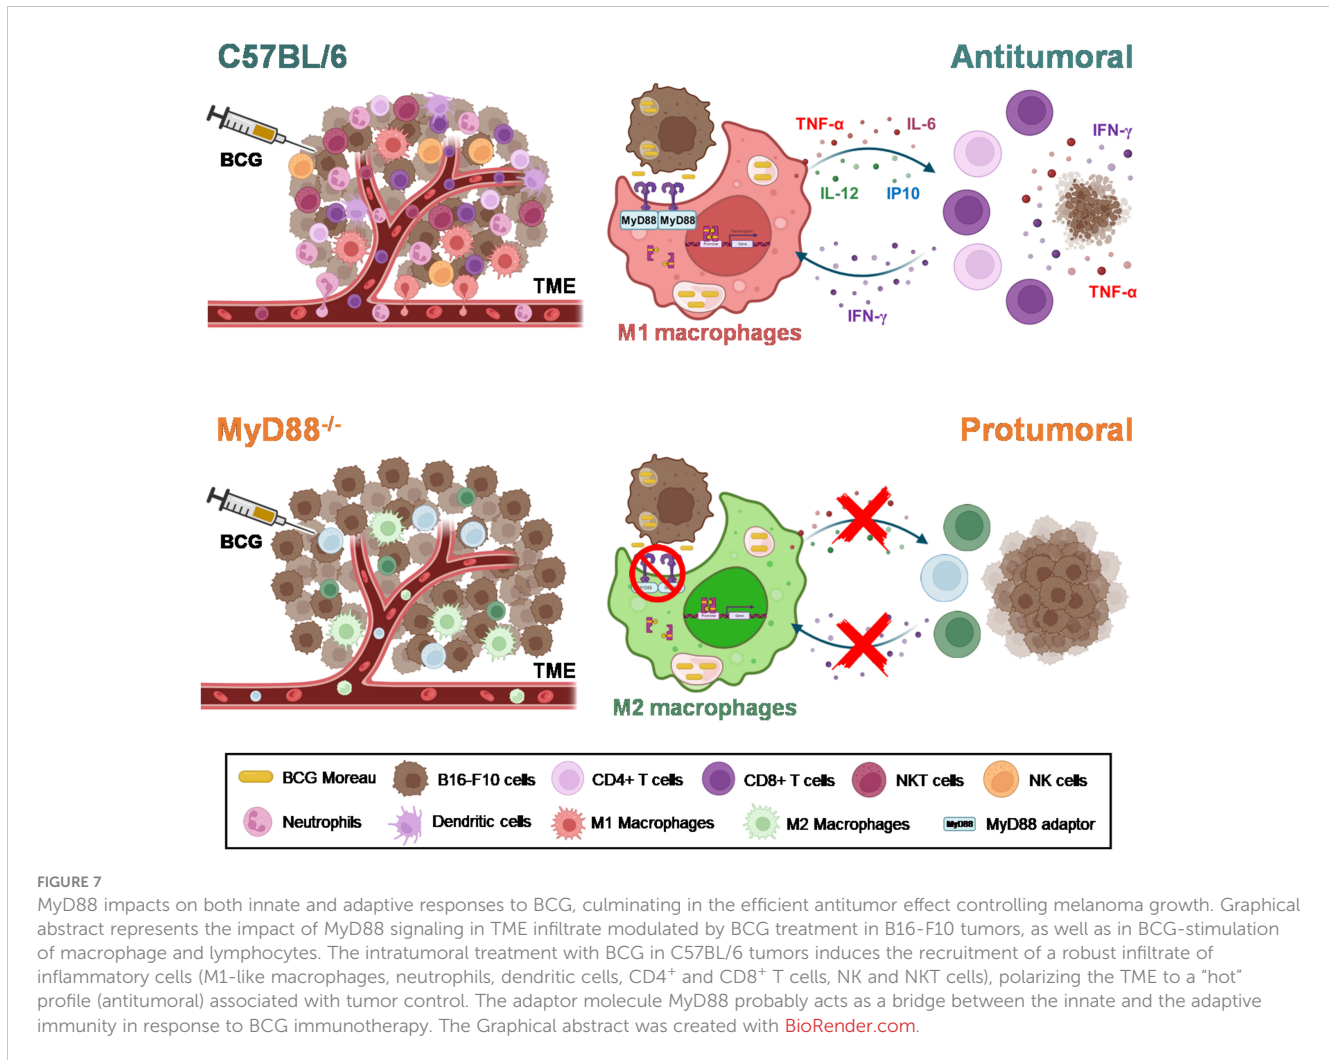 C57BL/6
Antitumoral
BCG
TME
TNF-α
IL-6
IL-12
IP10
IFN-γ
IFN-γ
TNF-α
MyD88
MyD88
Transcription
Promoter
Gene
M1 macrophages
MyD88-/-
Protumoral
BCG
TME
Promoter
Gene
M2 macrophages
BCG Moreau
B16-F10 cells
CD4+ T cells
CD8+ T cells
NKT cells
NK cells
Neutrophils
Dendritic cells
M1 Macrophages
M2 Macrophages
MyD88
MyD88 adaptor
FIGURE 7
MyD88 impacts on both innate and adaptive responses to BCG, culminating in the efficient antitumor effect controlling melanoma growth. Graphical
abstract represents the impact of MyD88 signaling in TME infiltrate modulated by BCG treatment in B16-F10 tumors, as well as in BCG-stimulation
of macrophage and lymphocytes. The intratumoral treatment with BCG in C57BL/6 tumors induces the recruitment of a robust infiltrate of
inflammatory cells (M1-like macrophages, neutrophils, dendritic cells, CD4+ and CD8+ T cells, NK and NKT cells), polarizing the TME to a “hot”
profile (antitumoral) associated with tumor control. The adaptor molecule MyD88 probably acts as a bridge between the innate and the adaptive
immunity in response to BCG immunotherapy. The Graphical abstract was created with BioRender.com.